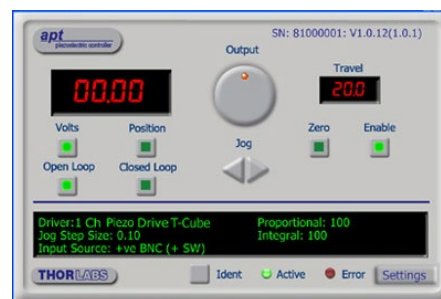 apt
piezoelectric controller
SN: 81000001: V1.0.12(1.0.1)
Output
Travel
00.00
20.0
Volts
Position
Zero
Enable
Jog
Open Loop
Closed Loop
Driver:1 Ch Piezo Drive T-Cube
Proportional: 100
Jog Step Size: 0.10
Integral: 100
Input Source: +ve BNC (+ SW)
THORLABS
Ident
Active
Error
Settings